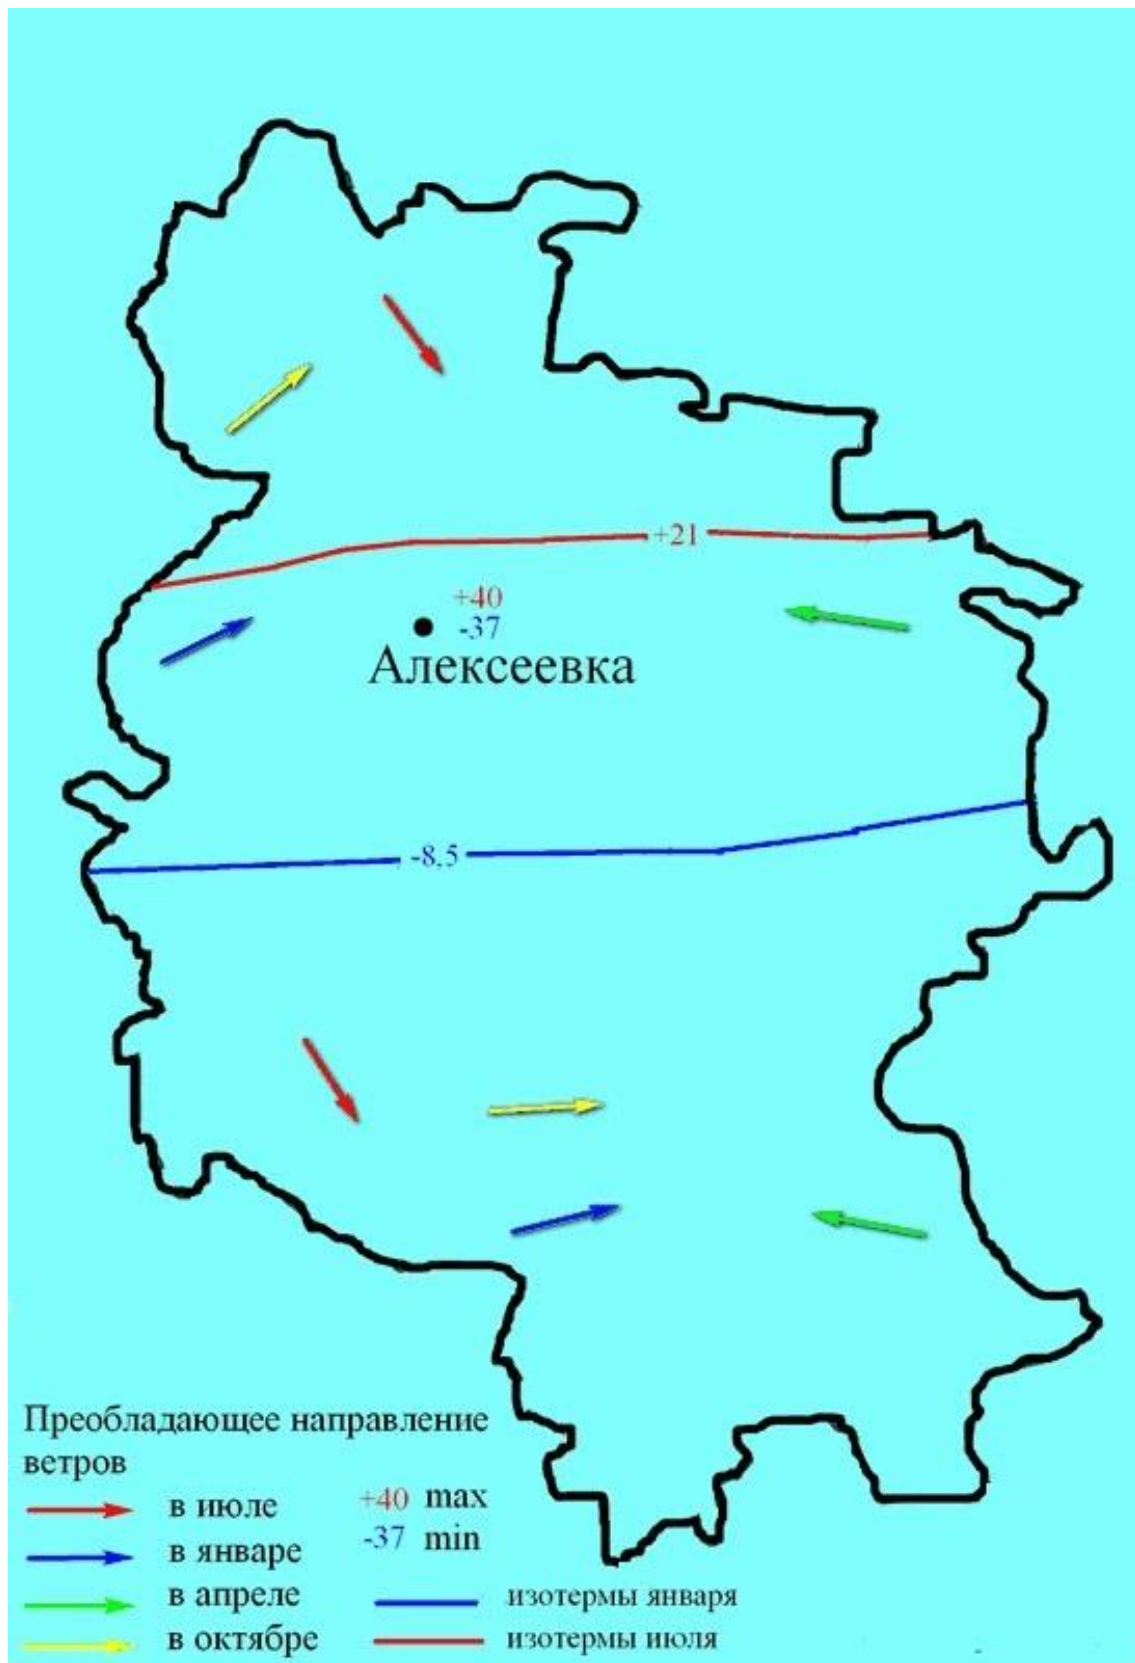 +21
+40
-37
Алексеевка
-8,5
Преобладающее направление
ветров
в июле
+40 max
в январе
-37 min
в апреле
изотермы января
в октябре
изотермы июля